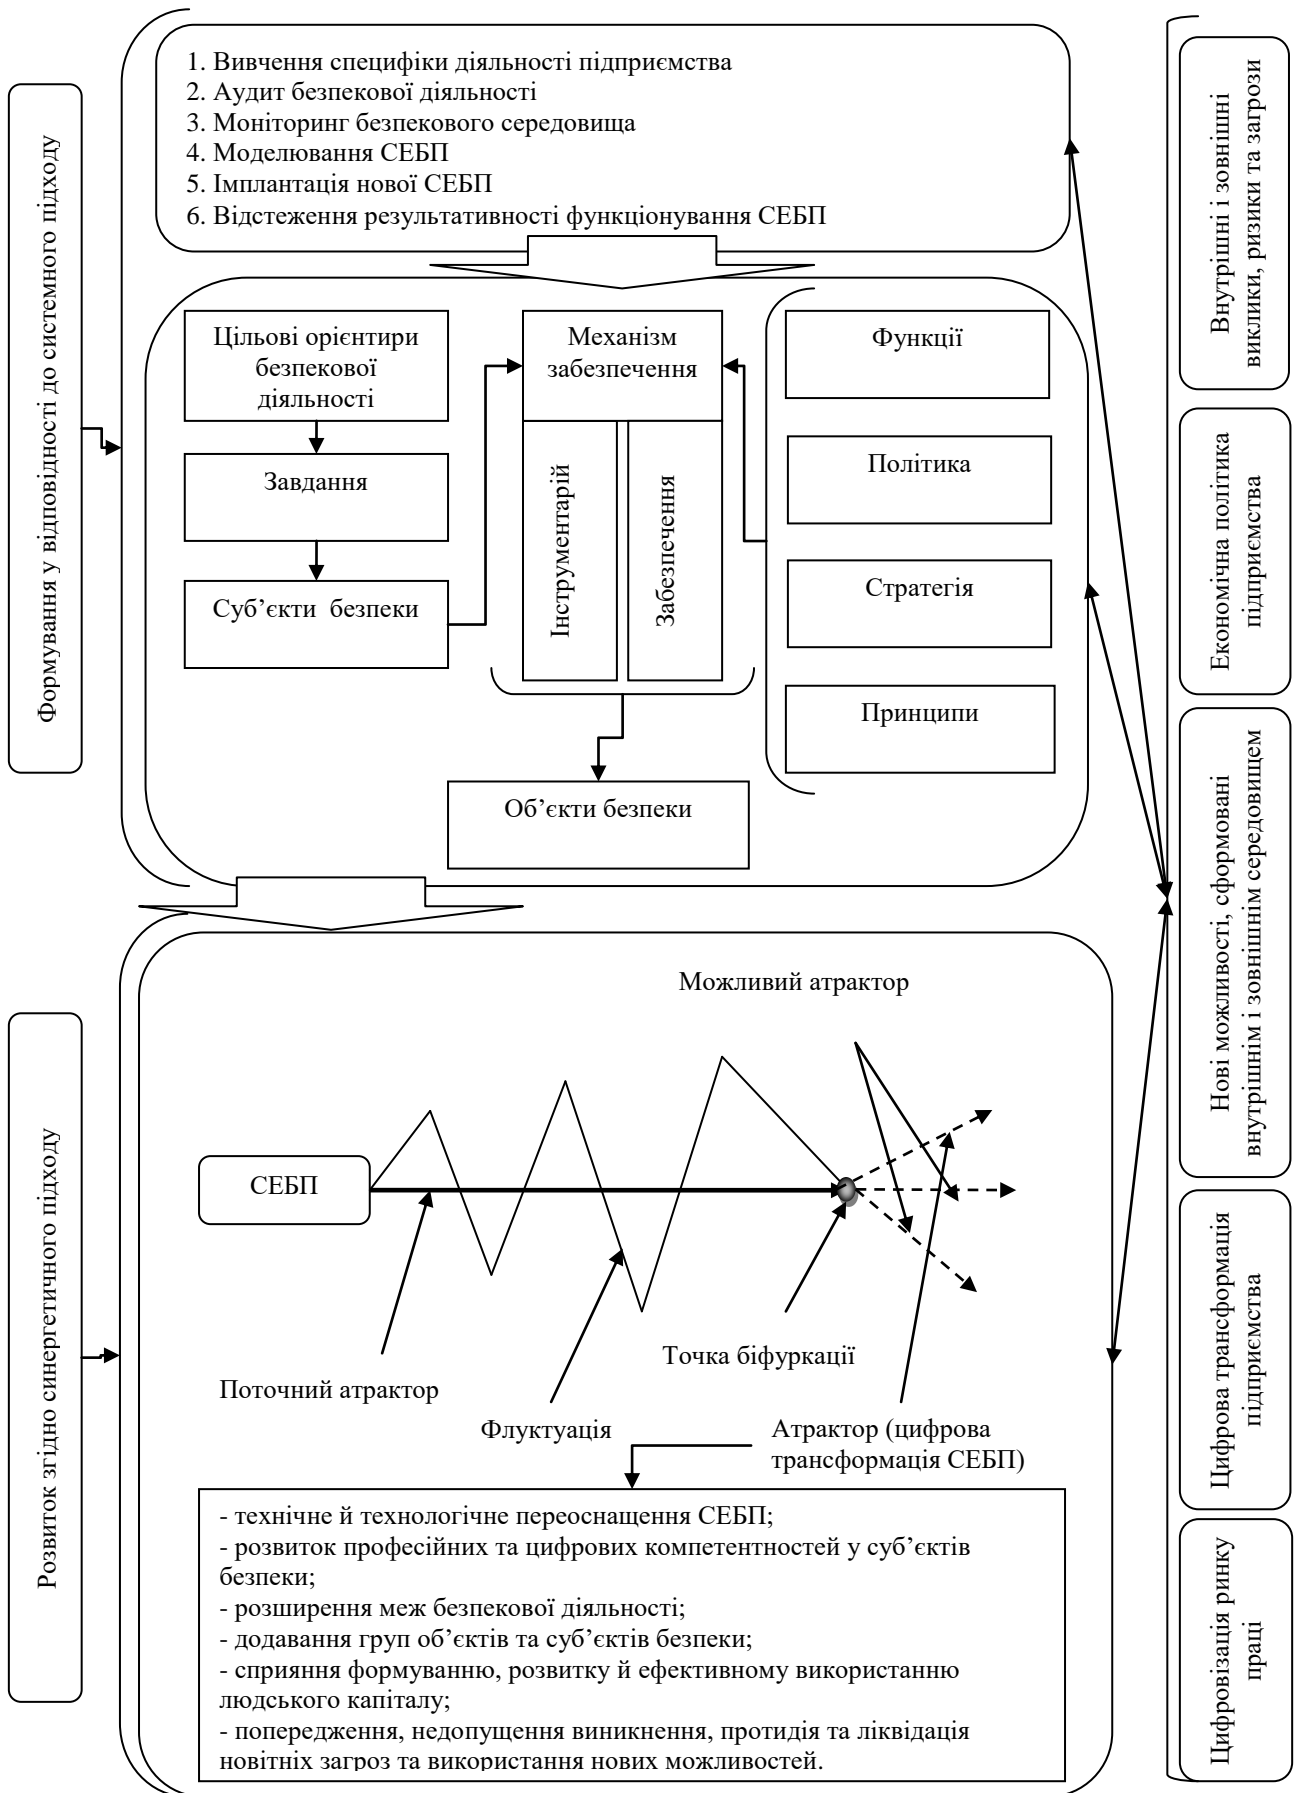 Формування у відповідності до системного підходу
1. Вивчення специфіки діяльності підприємства
2. Аудит безпекової діяльності
3. Моніторинг безпекового середовища
4. Моделювання СЕБП
5. Імплантація нової СЕБП
6. Відстеження результативності функціонування СЕБП
Цільові орієнтири
безпекової
діяльності
Завдання
Суб’єкти безпеки
Механізм
забезпечення
Інструментарій
Забезпечення
Функції
Політика
Стратегія
Принципи
Об’єкти безпеки
Розвиток згідно синергетичного підходу
Можливий атрактор
СЕБП
Точка біфуркації
Поточний атрактор
Флуктуація
Атрактор (цифрова
трансформація СЕБП)
- технічне й технологічне переоснащення СЕБП;
- розвиток професійних та цифрових компетентностей у суб’єктів
безпеки;
- розширення меж безпекової діяльності;
- додавання груп об’єктів та суб’єктів безпеки;
- сприяння формуванню, розвитку й ефективному використанню
людського капіталу;
- попередження, недопущення виникнення, протидія та ліквідація
новітніх загроз та використання нових можливостей.
Внутрішні і зовнішні
виклики, ризики та загрози
Економічна політика
підприємства
Нові можливості, сформовані
внутрішнім і зовнішнім середовищем
Цифрова трансформація
підприємства
Цифровізація ринку
праці